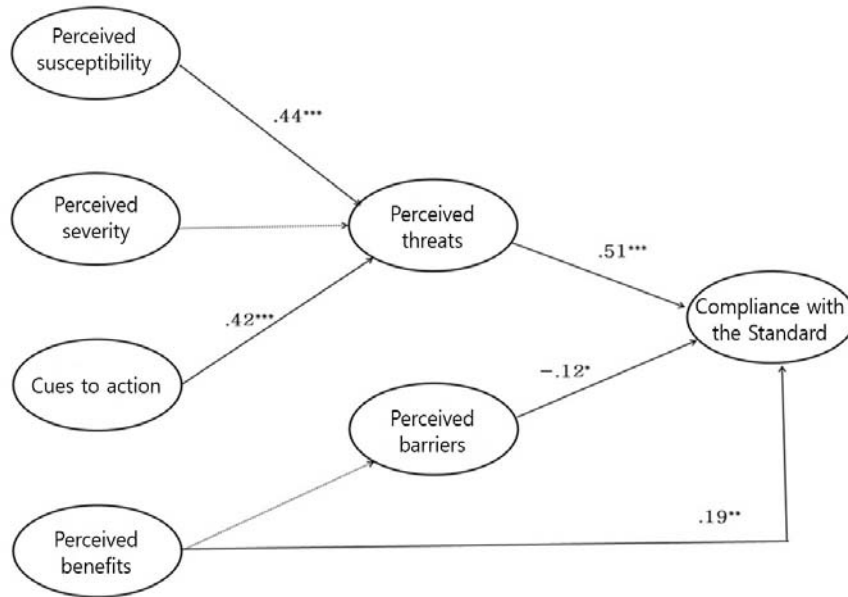 Perceived
susceptibility
.44***
Perceived
severity
Perceived
threats
.51***
.42***
Compliance with
the Standard
Cues to action
-.12*
Perceived
barriers
Perceived
benefits
.19**